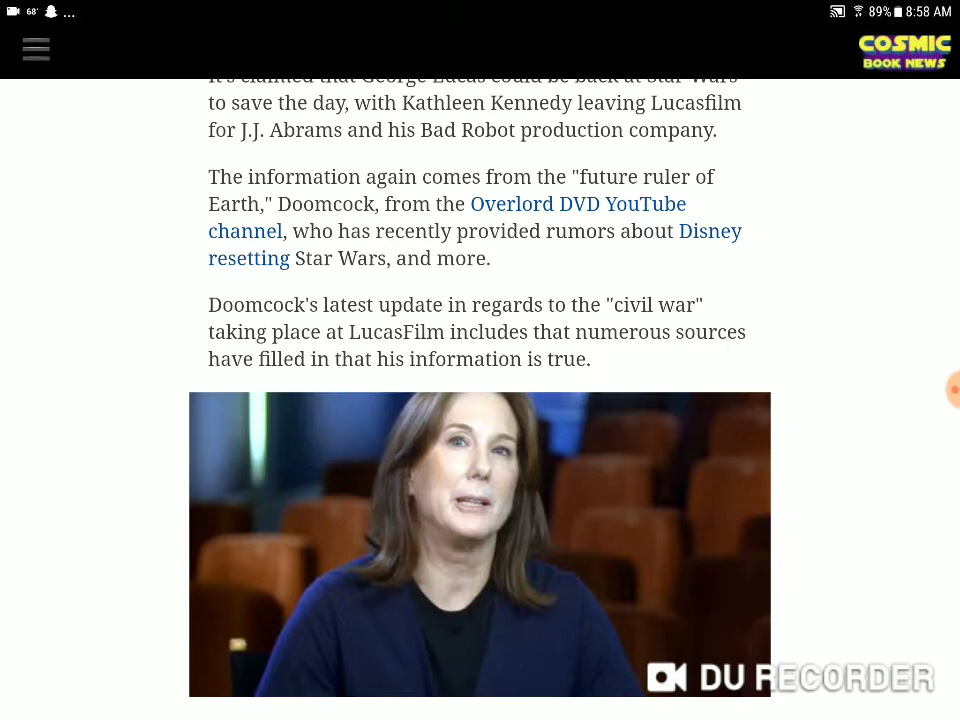 68°
...
89% 8:58 AM
COSMIC
BOOK NEWS
It's claimed that George Lucas could be back at Star Wars
to save the day, with Kathleen Kennedy leaving Lucasfilm
for J.J. Abrams and his Bad Robot production company.
The information again comes from the "future ruler of
Earth," Doomcock, from the Overlord DVD YouTube
channel, who has recently provided rumors about Disney
resetting Star Wars, and more.
Doomcock's latest update in regards to the "civil war"
taking place at LucasFilm includes that numerous sources
have filled in that his information is true.
DU RECORDER